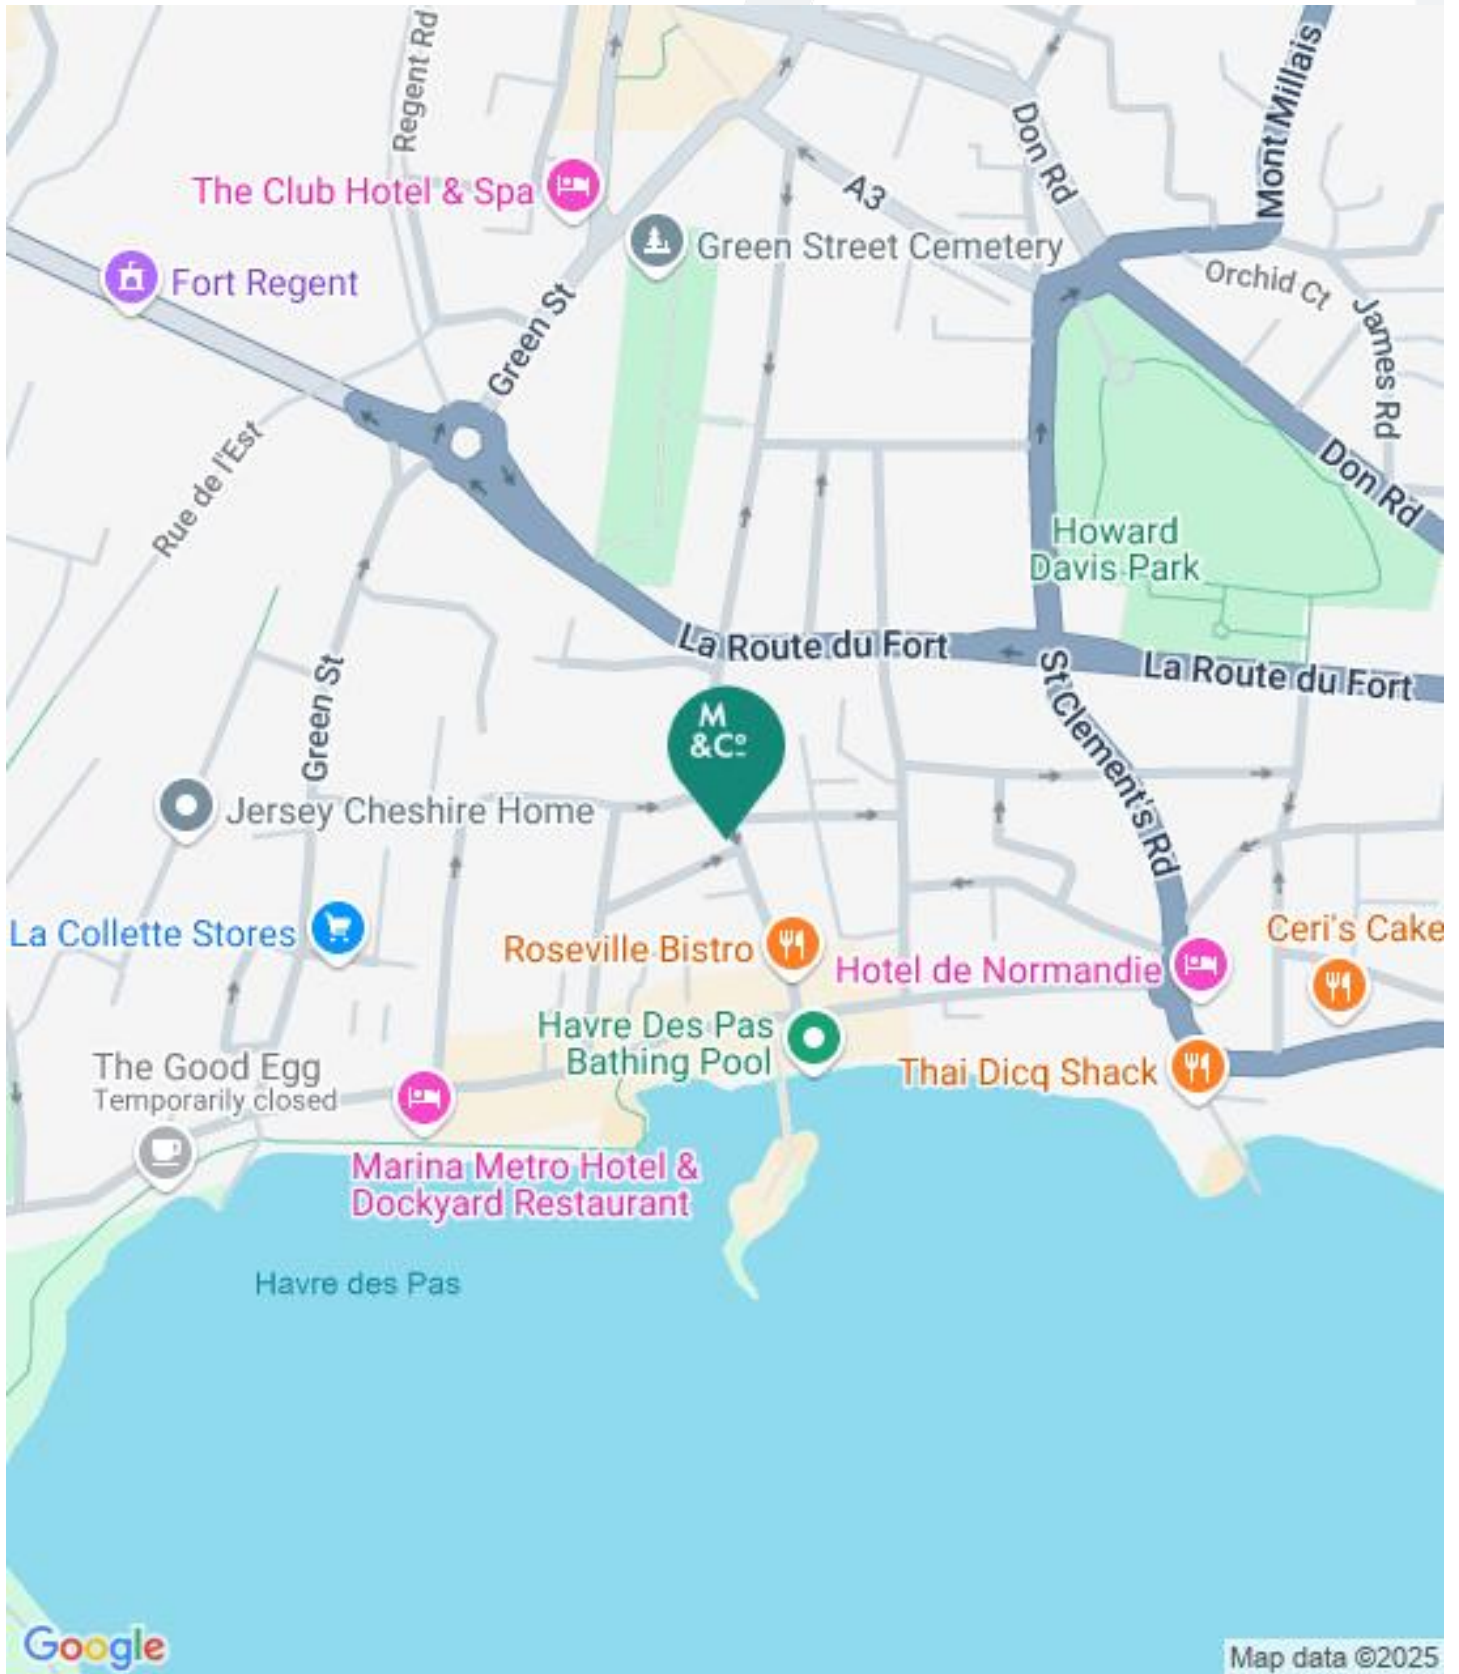 Regent Rd
Mont Millais
Don Rd
The Club Hotel & Spa
A3
Green Street Cemetery
Fort Regent
Orchid Ct
James Rd
Green St
Rue de l'Est
Don Rd
Howard
Davis Park
La Route du Fort
La Route du Fort
St Clement's Rd
Green St
M
&Cº
Jersey Cheshire Home
La Collette Stores
Roseville Bistro
Ceri's Cake
Hotel de Normandie
Havre Des Pas
Bathing Pool
The Good Egg
Temporarily closed
Thai Dicq Shack
Marina Metro Hotel &
Dockyard Restaurant
Havre des Pas
Google
Map data ©2025